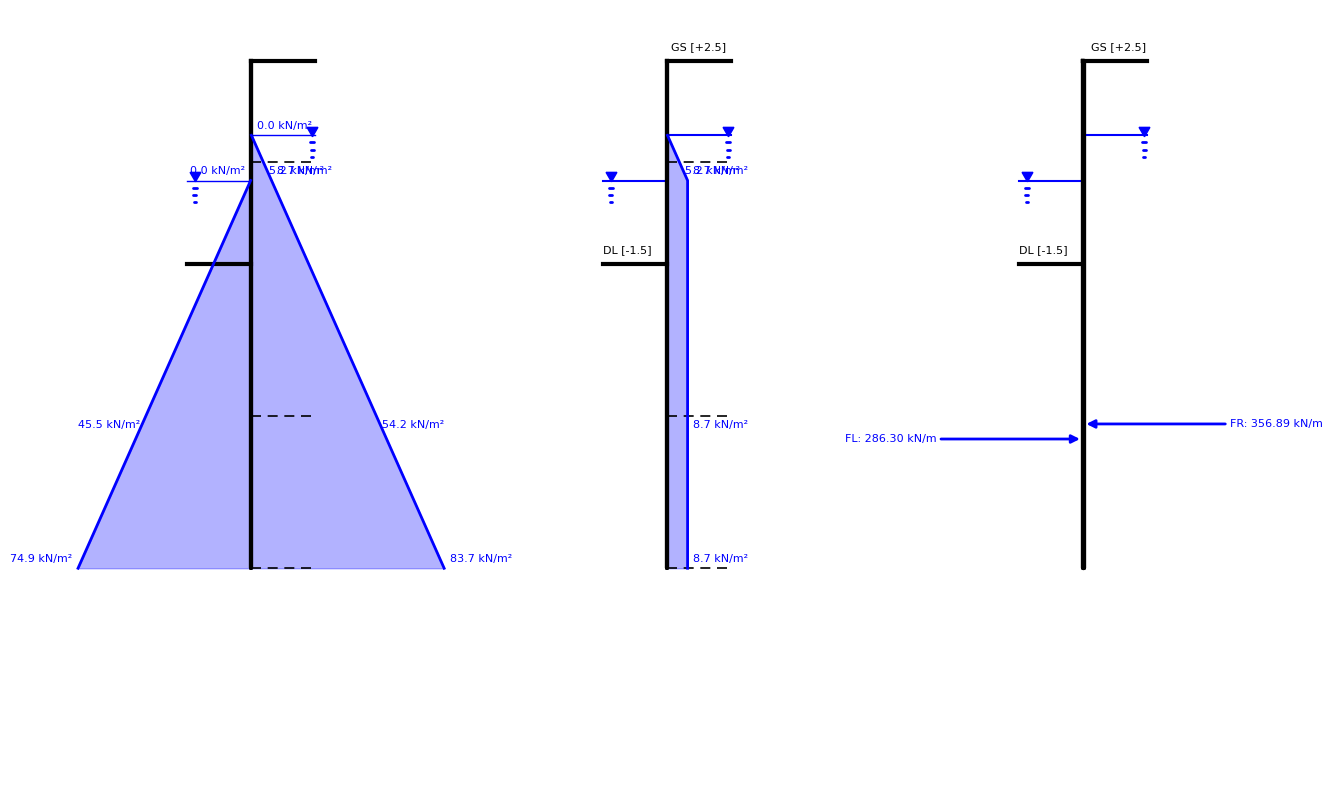 GS [+2.5]
GS [+2.5]
0.0 kN/m²
0.0 kN/m²
5.2 kN/m²
8.7 kN/m²
5.2 kN/m²
8.7 kN/m²
DL [-1.5]
DL [-1.5]
45.5 kN/m²
54.2 kN/m²
8.7 kN/m²
FL: 286.30 kN/m
FR: 356.89 kN/m
74.9 kN/m²
83.7 kN/m²
8.7 kN/m²